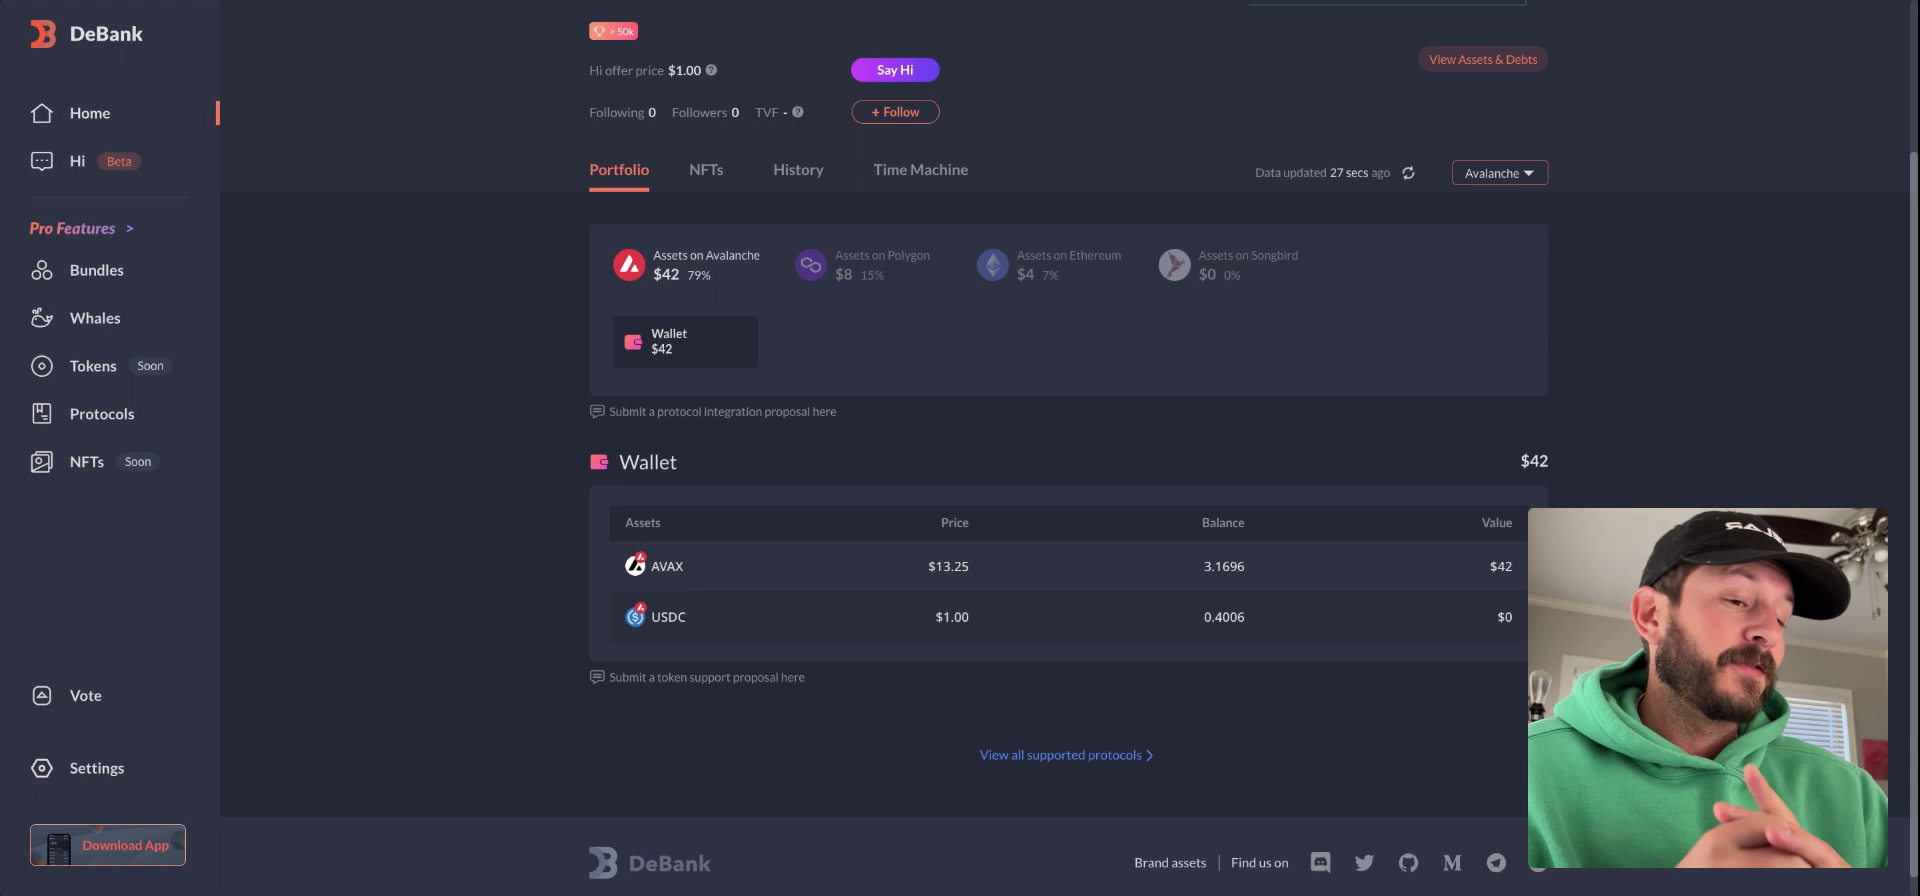 DeBank
> 50k
Hi offer price $1.00
Say Hi
View Assets & Debts
Home
Following 0 Followers 0 TVF -
+ Follow
Hi Beta
Portfolio NFTs History Time Machine
Data updated 27 secs ago
Avalanche
Pro Features >
Bundles
Whales
Tokens Soon
Protocols
NFTs Soon
Assets on Avalanche
$42 79%
Assets on Polygon
$8 15%
Assets on Ethereum
$4 7%
Assets on Songbird
$0 0%
Wallet
$42
Submit a protocol integration proposal here
Wallet $42
Assets Price Balance Value
AVAX $13.25 3.1696 $42
USDC $1.00 0.4006 $0
Submit a token support proposal here
View all supported protocols >
Vote
Settings
Download App
DeBank
Brand assets | Find us on